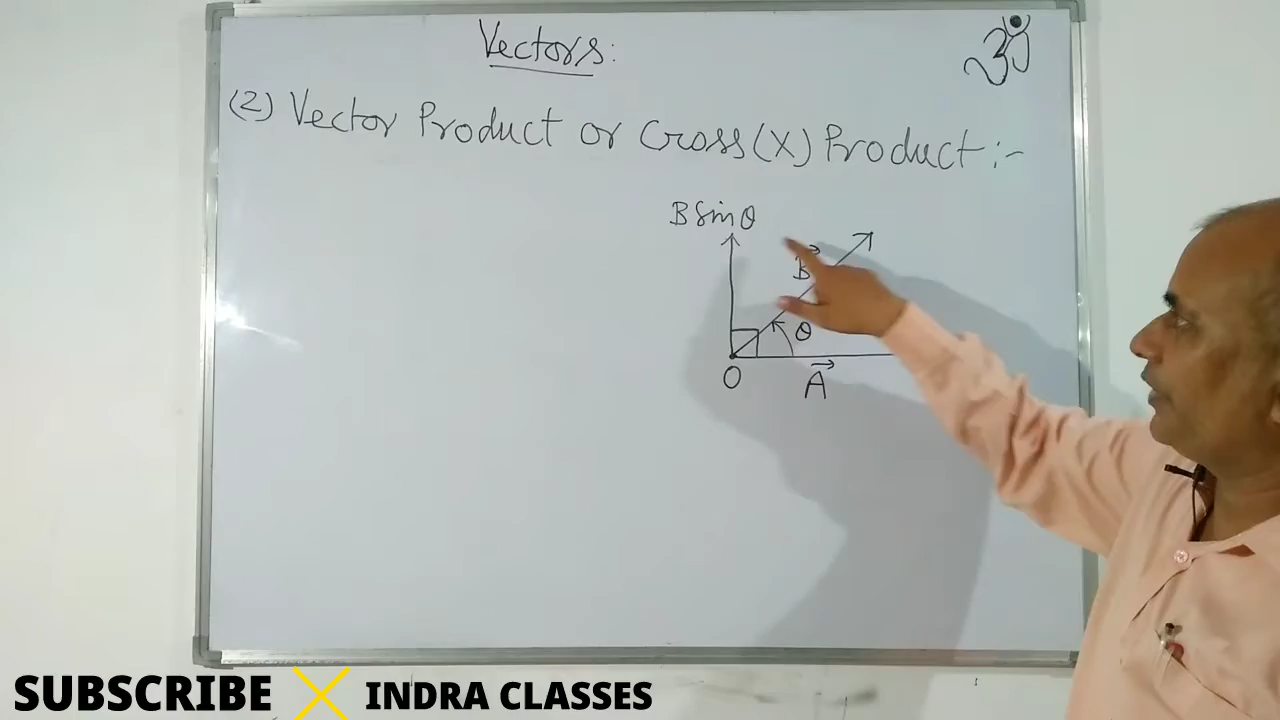 Vectors:
ॐ
(2) Vector Product or Cross(X) Product :-
B sin θ
B
θ
O
A
SUBSCRIBE INDRA CLASSES